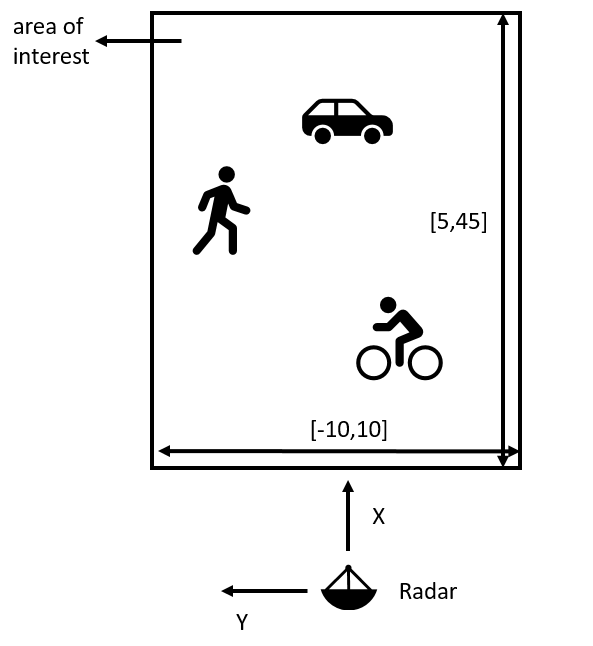 area of
interest
[5,45]
[-10,10]
X
Radar
Y